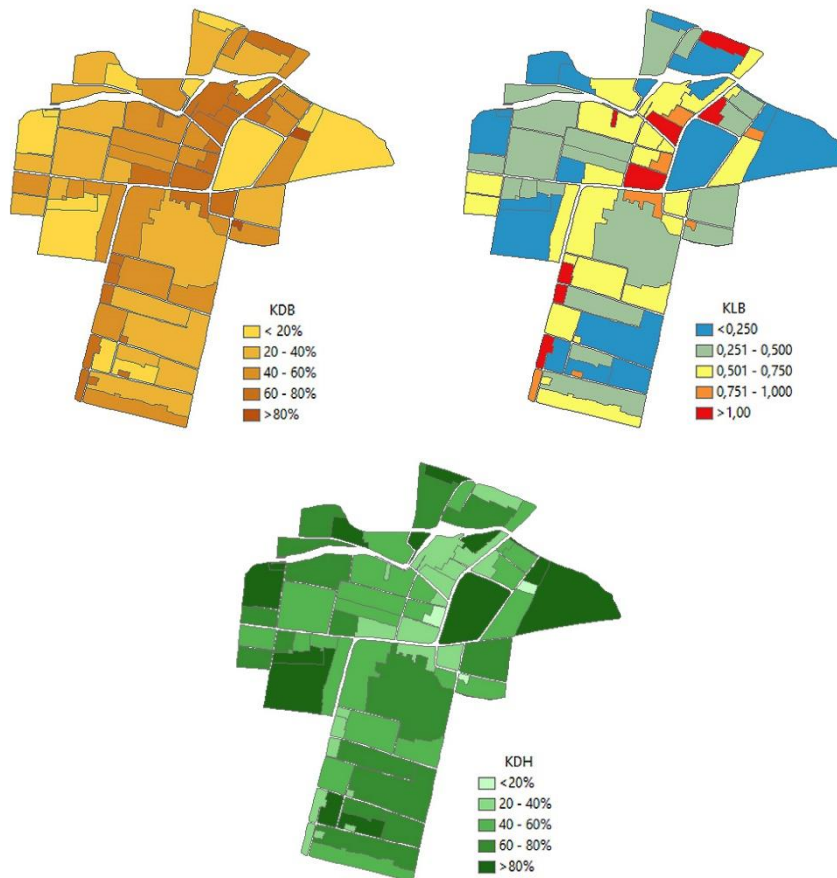 KDB
< 20%
20 - 40%
40 - 60%
60 - 80%
>80%
KLB
<0,250
0,251 - 0,500
0,501 - 0,750
0,751 - 1,000
>1,00
KDH
<20%
20 - 40%
40 - 60%
60 - 80%
>80%